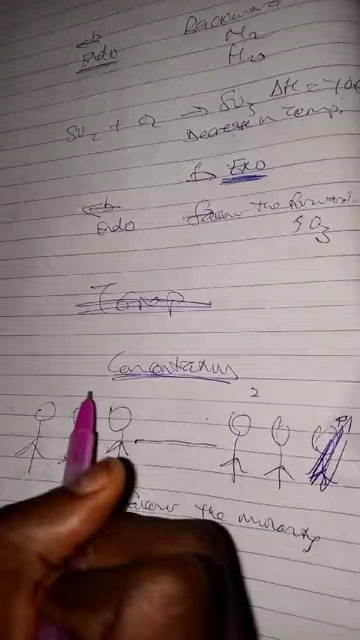 Backward
b
H2
Endo
H2O
SO2 + O2 → SO3 ΔH = -
Decrease in temp.
f → Exo
b
Endo
favour the forward
SO3
Temp
Concentration
2
favour the minority